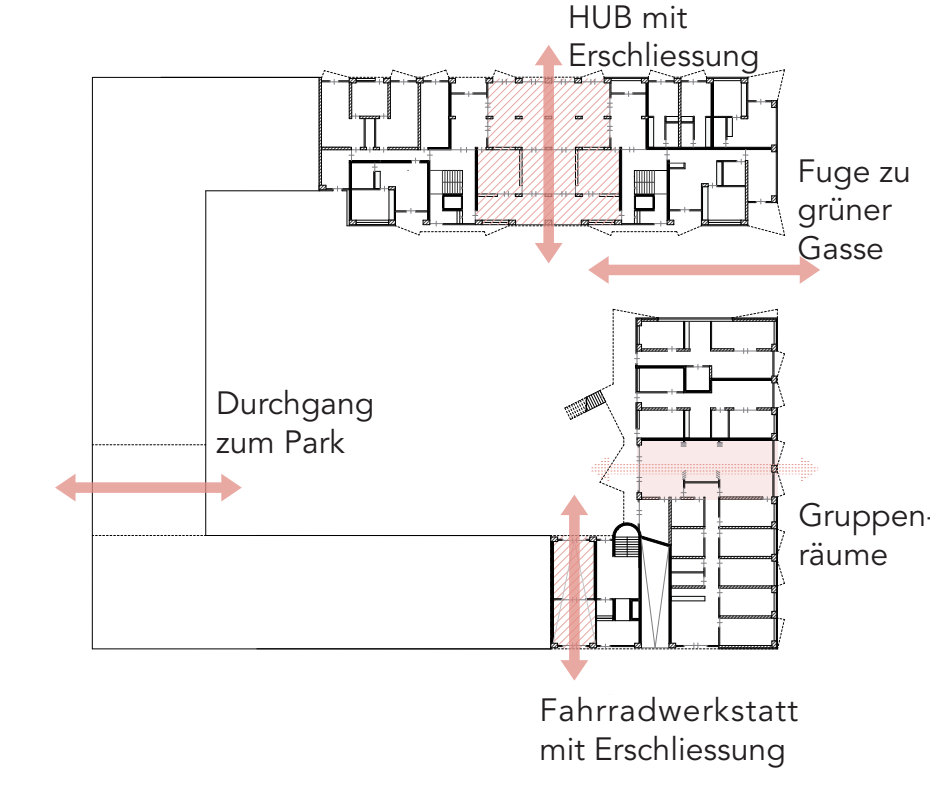 HUB mit
Erschliessung
Fuge zu
grüner
Gasse
Durchgang
zum Park
Gruppen-
räume
Fahrradwerkstatt
mit Erschliessung